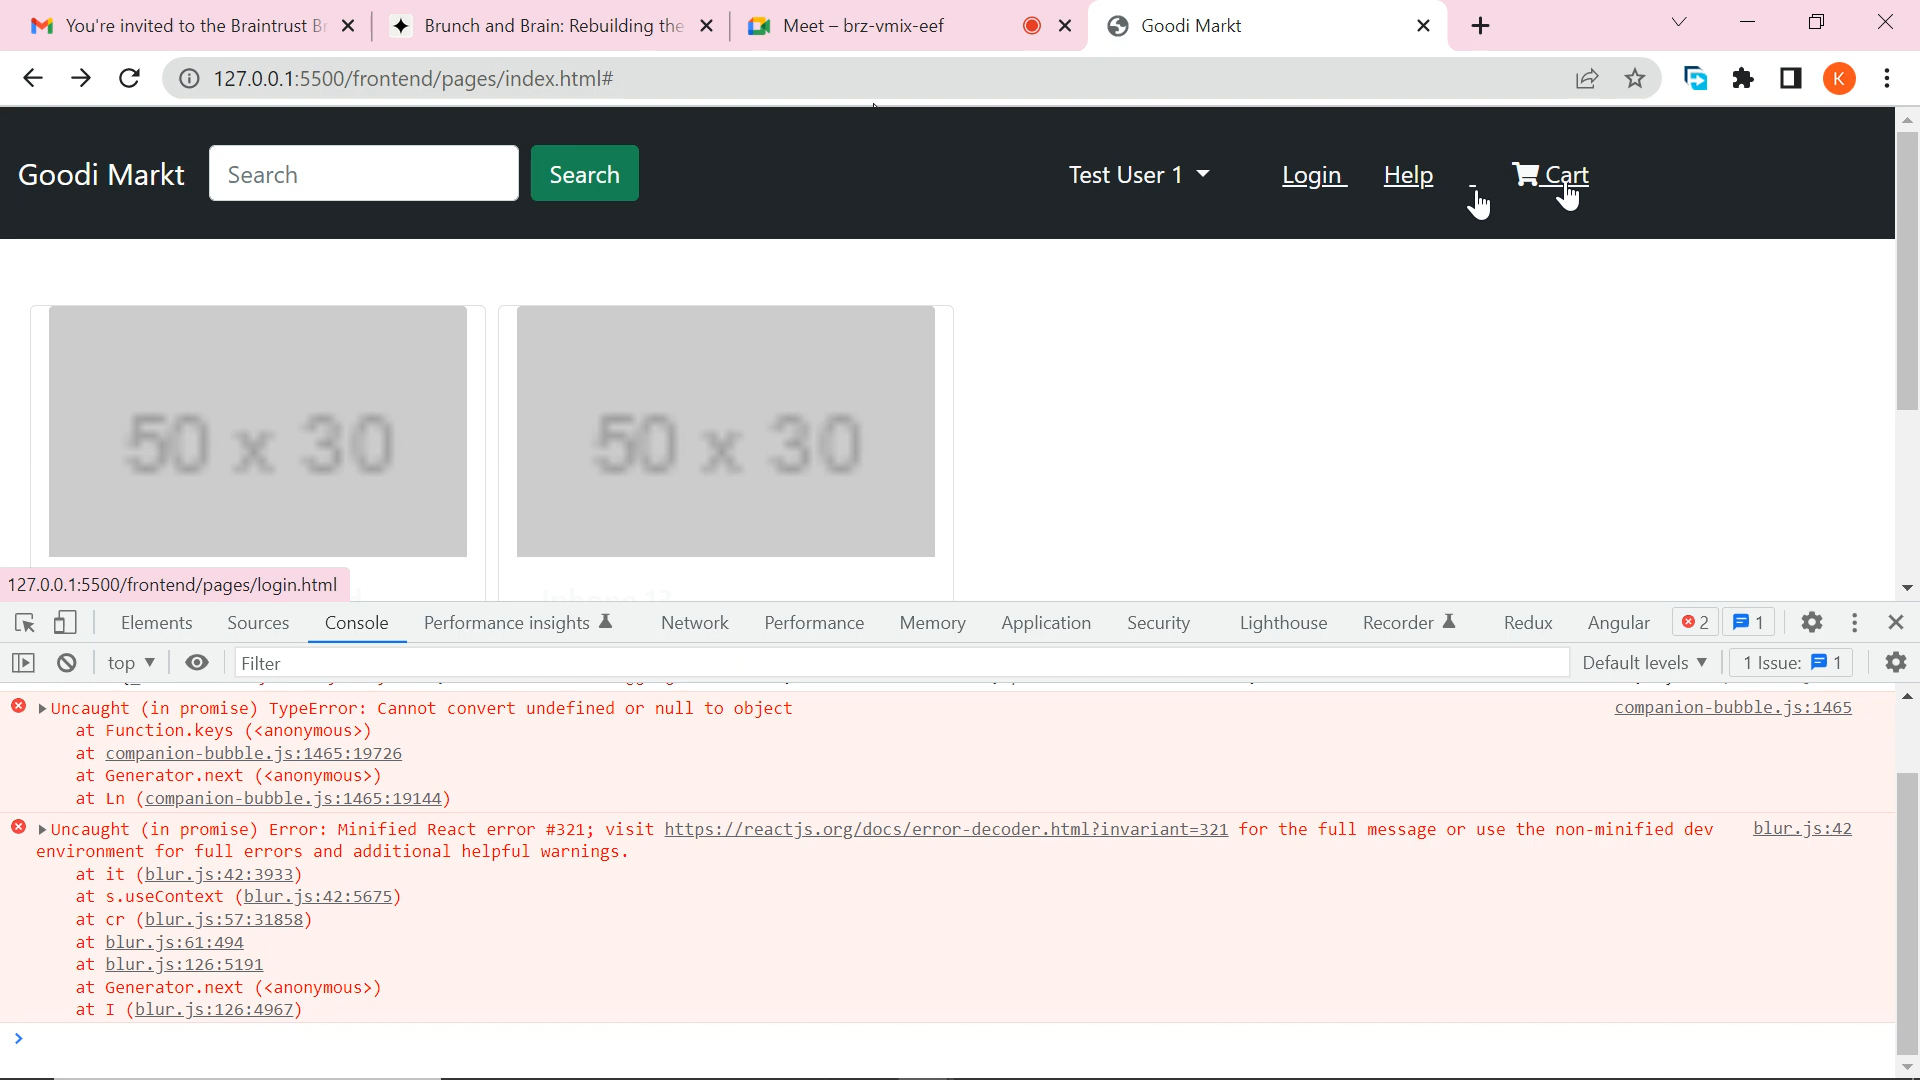 You're invited to the Braintrust Br
Brunch and Brain: Rebuilding the
Meet – brz-vmix-eef
Goodi Markt
127.0.0.1:5500/frontend/pages/index.html#
K
Goodi Markt
Search
Search
Test User 1
Login
Help
Cart
50 x 30
50 x 30
127.0.0.1:5500/frontend/pages/login.html
Elements Sources Console Performance insights Network Performance Memory Application Security Lighthouse Recorder Redux Angular 2 1
top Filter Default levels 1 Issue: 1
Uncaught (in promise) TypeError: Cannot convert undefined or null to object companion-bubble.js:1465
at Function.keys (<anonymous>)
at companion-bubble.js:1465:19726
at Generator.next (<anonymous>)
at Ln (companion-bubble.js:1465:19144)
Uncaught (in promise) Error: Minified React error #321; visit https://reactjs.org/docs/error-decoder.html?invariant=321 for the full message or use the non-minified dev blur.js:42
environment for full errors and additional helpful warnings.
at it (blur.js:42:3933)
at s.useContext (blur.js:42:5675)
at cr (blur.js:57:31858)
at blur.js:61:494
at blur.js:126:5191
at Generator.next (<anonymous>)
at I (blur.js:126:4967)